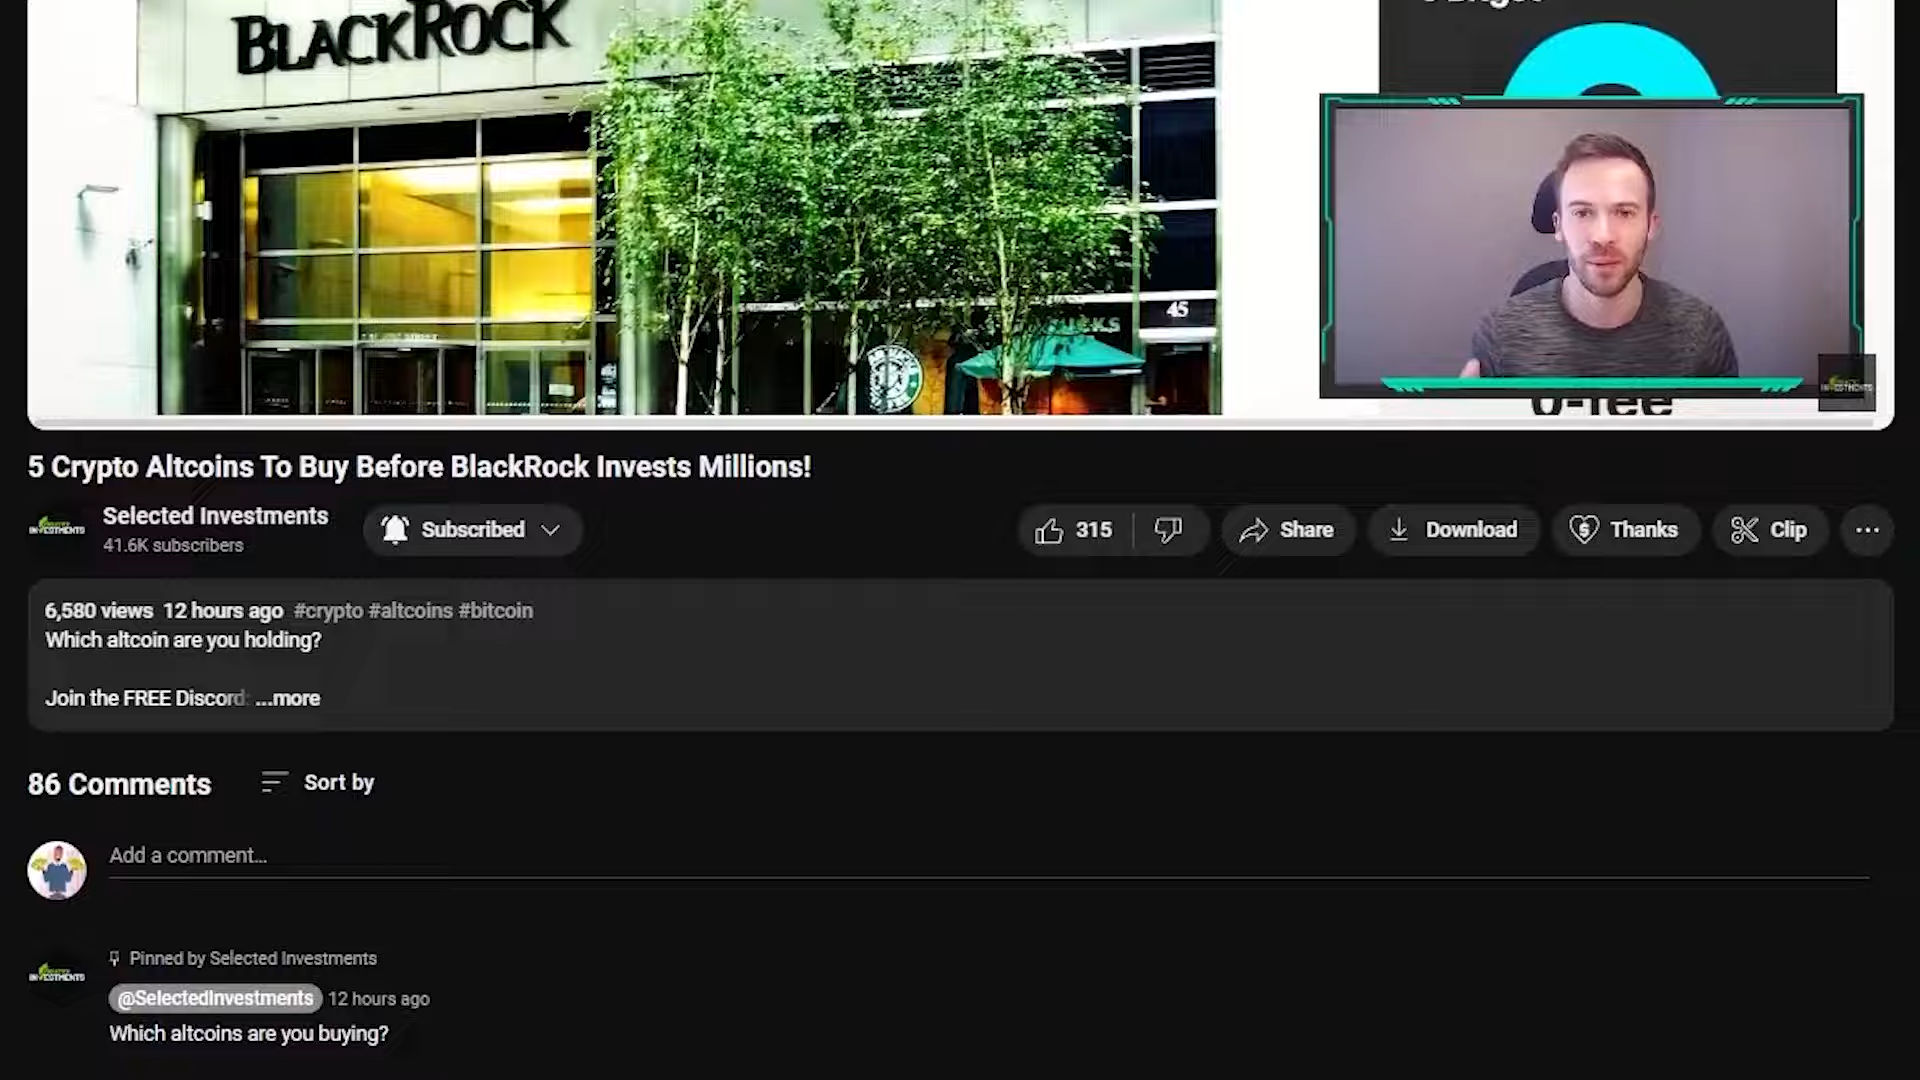 BLACKROCK
45
0-fee
5 Crypto Altcoins To Buy Before BlackRock Invests Millions!
Selected Investments
41.6K subscribers
Subscribed
315
Share
Download
Thanks
Clip
6,580 views 12 hours ago #crypto #altcoins #bitcoin
Which altcoin are you holding?
Join the FREE Discord: ...more
86 Comments
Sort by
Add a comment...
Pinned by Selected Investments
@SelectedInvestments 12 hours ago
Which altcoins are you buying?